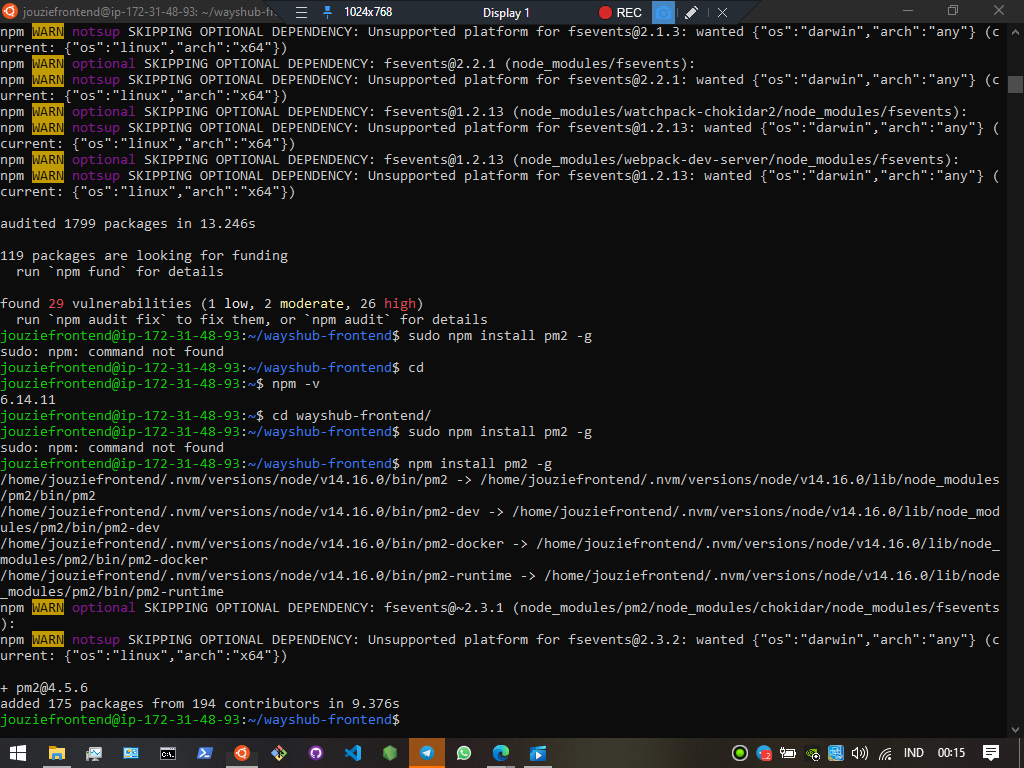 jouziefrontend@ip-172-31-48-93: ~/wayshub-fr
1024x768
Display 1
REC
npm WARN notsup SKIPPING OPTIONAL DEPENDENCY: Unsupported platform for fsevents@2.1.3: wanted {"os":"darwin","arch":"any"} (c
urrent: {"os":"linux","arch":"x64"})
npm WARN optional SKIPPING OPTIONAL DEPENDENCY: fsevents@2.2.1 (node_modules/fsevents):
npm WARN notsup SKIPPING OPTIONAL DEPENDENCY: Unsupported platform for fsevents@2.2.1: wanted {"os":"darwin","arch":"any"} (c
urrent: {"os":"linux","arch":"x64"})
npm WARN optional SKIPPING OPTIONAL DEPENDENCY: fsevents@1.2.13 (node_modules/watchpack-chokidar2/node_modules/fsevents):
npm WARN notsup SKIPPING OPTIONAL DEPENDENCY: Unsupported platform for fsevents@1.2.13: wanted {"os":"darwin","arch":"any"} (
current: {"os":"linux","arch":"x64"})
npm WARN optional SKIPPING OPTIONAL DEPENDENCY: fsevents@1.2.13 (node_modules/webpack-dev-server/node_modules/fsevents):
npm WARN notsup SKIPPING OPTIONAL DEPENDENCY: Unsupported platform for fsevents@1.2.13: wanted {"os":"darwin","arch":"any"} (
current: {"os":"linux","arch":"x64"})
audited 1799 packages in 13.246s
119 packages are looking for funding
run `npm fund` for details
found 29 vulnerabilities (1 low, 2 moderate, 26 high)
run `npm audit fix` to fix them, or `npm audit` for details
jouziefrontend@ip-172-31-48-93:~/wayshub-frontend$ sudo npm install pm2 -g
sudo: npm: command not found
jouziefrontend@ip-172-31-48-93:~/wayshub-frontend$ cd
jouziefrontend@ip-172-31-48-93:~$ npm -v
6.14.11
jouziefrontend@ip-172-31-48-93:~$ cd wayshub-frontend/
jouziefrontend@ip-172-31-48-93:~/wayshub-frontend$ sudo npm install pm2 -g
sudo: npm: command not found
jouziefrontend@ip-172-31-48-93:~/wayshub-frontend$ npm install pm2 -g
/home/jouziefrontend/.nvm/versions/node/v14.16.0/bin/pm2 -> /home/jouziefrontend/.nvm/versions/node/v14.16.0/lib/node_modules
/pm2/bin/pm2
/home/jouziefrontend/.nvm/versions/node/v14.16.0/bin/pm2-dev -> /home/jouziefrontend/.nvm/versions/node/v14.16.0/lib/node_mod
ules/pm2/bin/pm2-dev
/home/jouziefrontend/.nvm/versions/node/v14.16.0/bin/pm2-docker -> /home/jouziefrontend/.nvm/versions/node/v14.16.0/lib/node_
modules/pm2/bin/pm2-docker
/home/jouziefrontend/.nvm/versions/node/v14.16.0/bin/pm2-runtime -> /home/jouziefrontend/.nvm/versions/node/v14.16.0/lib/node
_modules/pm2/bin/pm2-runtime
npm WARN optional SKIPPING OPTIONAL DEPENDENCY: fsevents@~2.3.1 (node_modules/pm2/node_modules/chokidar/node_modules/fsevents
):
npm WARN notsup SKIPPING OPTIONAL DEPENDENCY: Unsupported platform for fsevents@2.3.2: wanted {"os":"darwin","arch":"any"} (c
urrent: {"os":"linux","arch":"x64"})
+ pm2@4.5.6
added 175 packages from 194 contributors in 9.376s
jouziefrontend@ip-172-31-48-93:~/wayshub-frontend$
IND
00:15